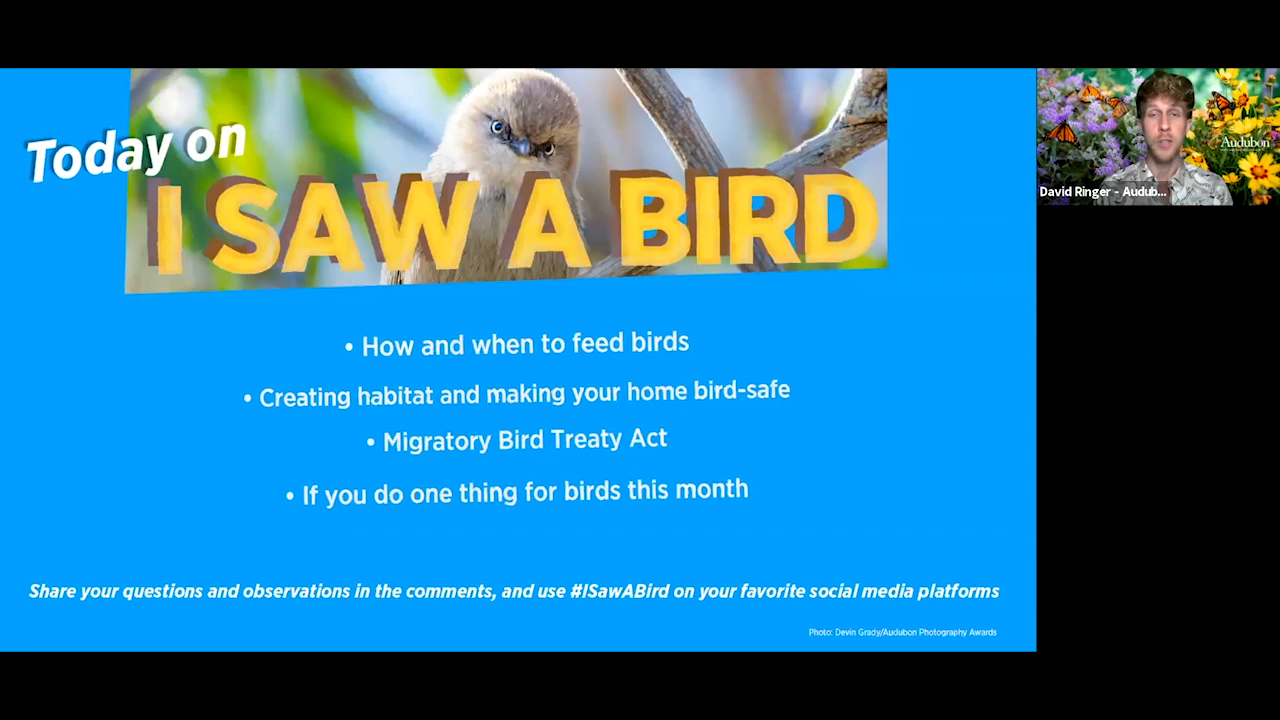 Today on
I SAW A BIRD
• How and when to feed birds
• Creating habitat and making your home bird-safe
• Migratory Bird Treaty Act
• If you do one thing for birds this month
Share your questions and observations in the comments, and use #ISawABird on your favorite social media platforms
Photo: Devin Grady/Audubon Photography Awards
Audubon
David Ringer - Audub...